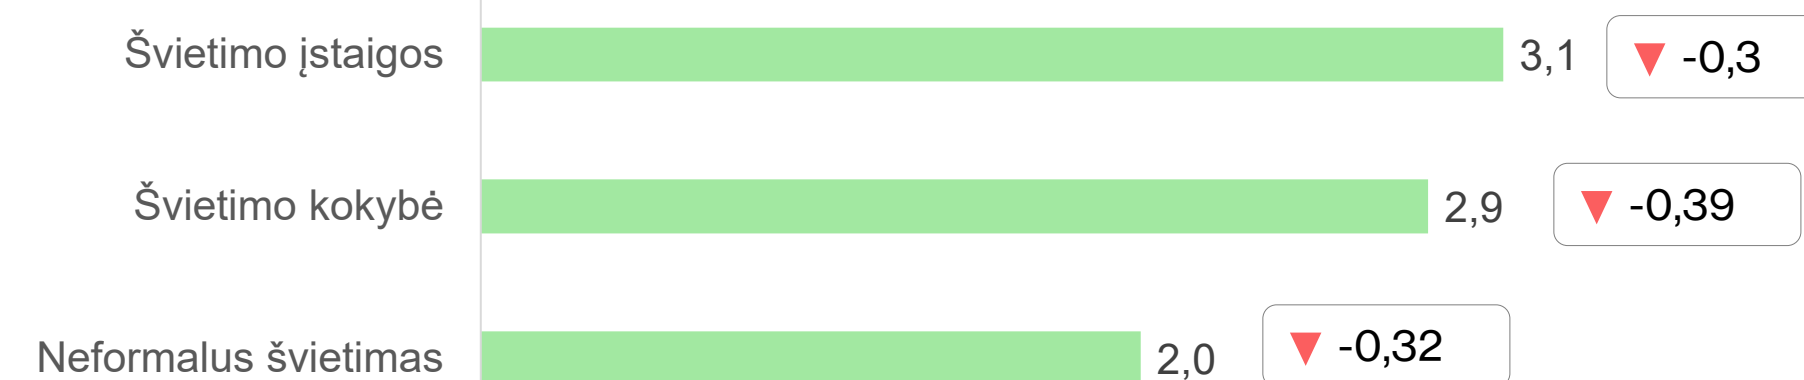 Švietimo įstaigos 3,1 ▼ -0,3
Švietimo kokybė 2,9 ▼ -0,39
Neformalus švietimas 2,0 ▼ -0,32